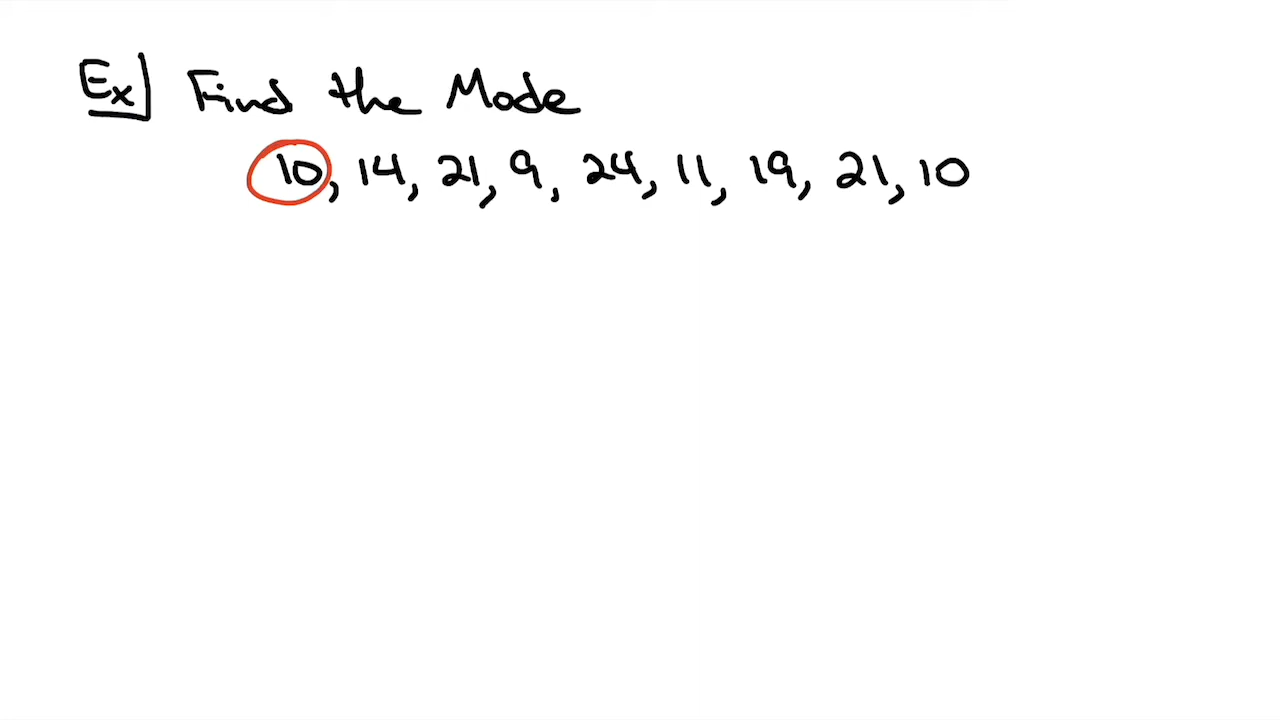 Ex Find the Mode
10, 14, 21, 9, 24, 11, 19, 21, 10